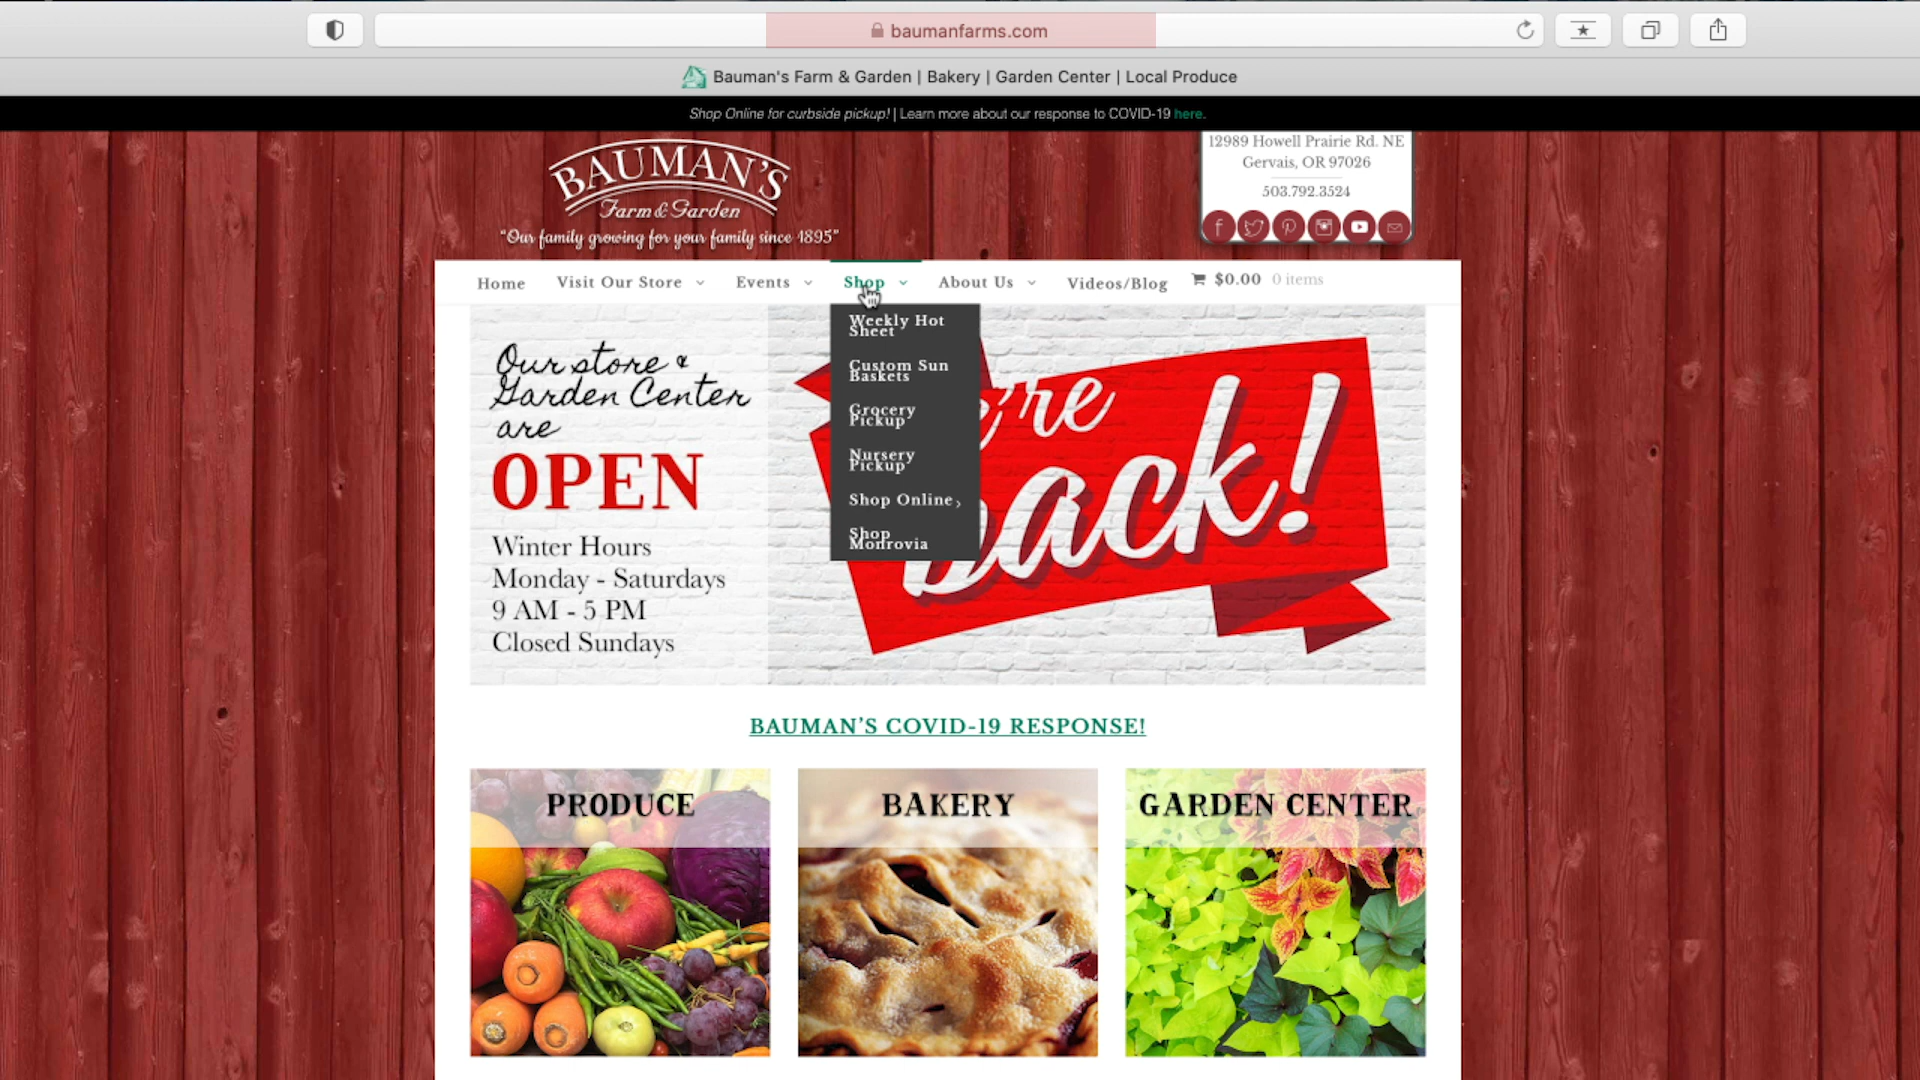 baumanfarms.com
Bauman's Farm & Garden | Bakery | Garden Center | Local Produce
Shop Online for curbside pickup! | Learn more about our response to COVID-19 here.
BAUMAN'S
Farm & Garden
"Our family growing for your family since 1895"
12989 Howell Prairie Rd. NE
Gervais, OR 97026
503.792.3524
Home Visit Our Store Events Shop About Us Videos/Blog $0.00 0 items
Weekly Hot
Sheet
Custom Sun
Baskets
Grocery
Pickup
Nursery
Pickup
Shop Online
Shop
Monrovia
Our store &
Garden Center
are
OPEN
Winter Hours
Monday - Saturdays
9 AM - 5 PM
Closed Sundays
're
back!
BAUMAN'S COVID-19 RESPONSE!
PRODUCE
BAKERY
GARDEN CENTER